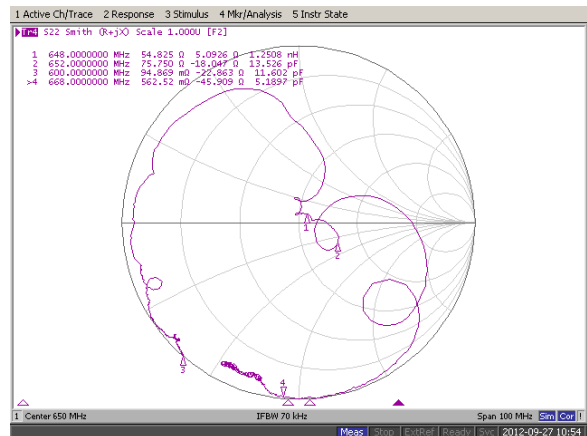 1 Active Ch/Trace 2 Response 3 Stimulus 4 Mkr/Analysis 5 Instr State
Tr4 S22 Smith (R+jX) Scale 1.000U [F2]
1 648.0000000 MHz 54.825 Ω 5.0926 Ω 1.2508 nH
2 652.0000000 MHz 75.750 Ω -18.047 Ω 13.526 pF
3 600.0000000 MHz 94.869 mΩ -22.863 Ω 11.602 pF
>4 668.0000000 MHz 562.52 mΩ -45.909 Ω 5.1897 pF
1
2
3
4
1 Center 650 MHz IFBW 70 kHz Span 100 MHz Sim Cor !
Meas Stop ExtRef Ready Svc 2012-09-27 10:54